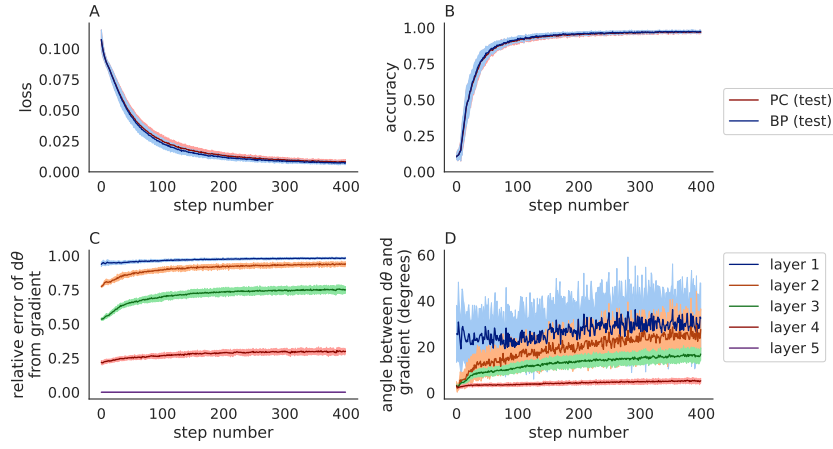 A
loss
0.100
0.075
0.050
0.025
0.000
0
100
200
300
400
step number
B
accuracy
1.00
0.75
0.50
0.25
0.00
0
100
200
300
400
step number
PC (test)
BP (test)
C
relative error of dθ
from gradient
1.00
0.75
0.50
0.25
0.00
0
100
200
300
400
step number
D
angle between dθ and
gradient (degrees)
60
40
20
0
0
100
200
300
400
step number
layer 1
layer 2
layer 3
layer 4
layer 5